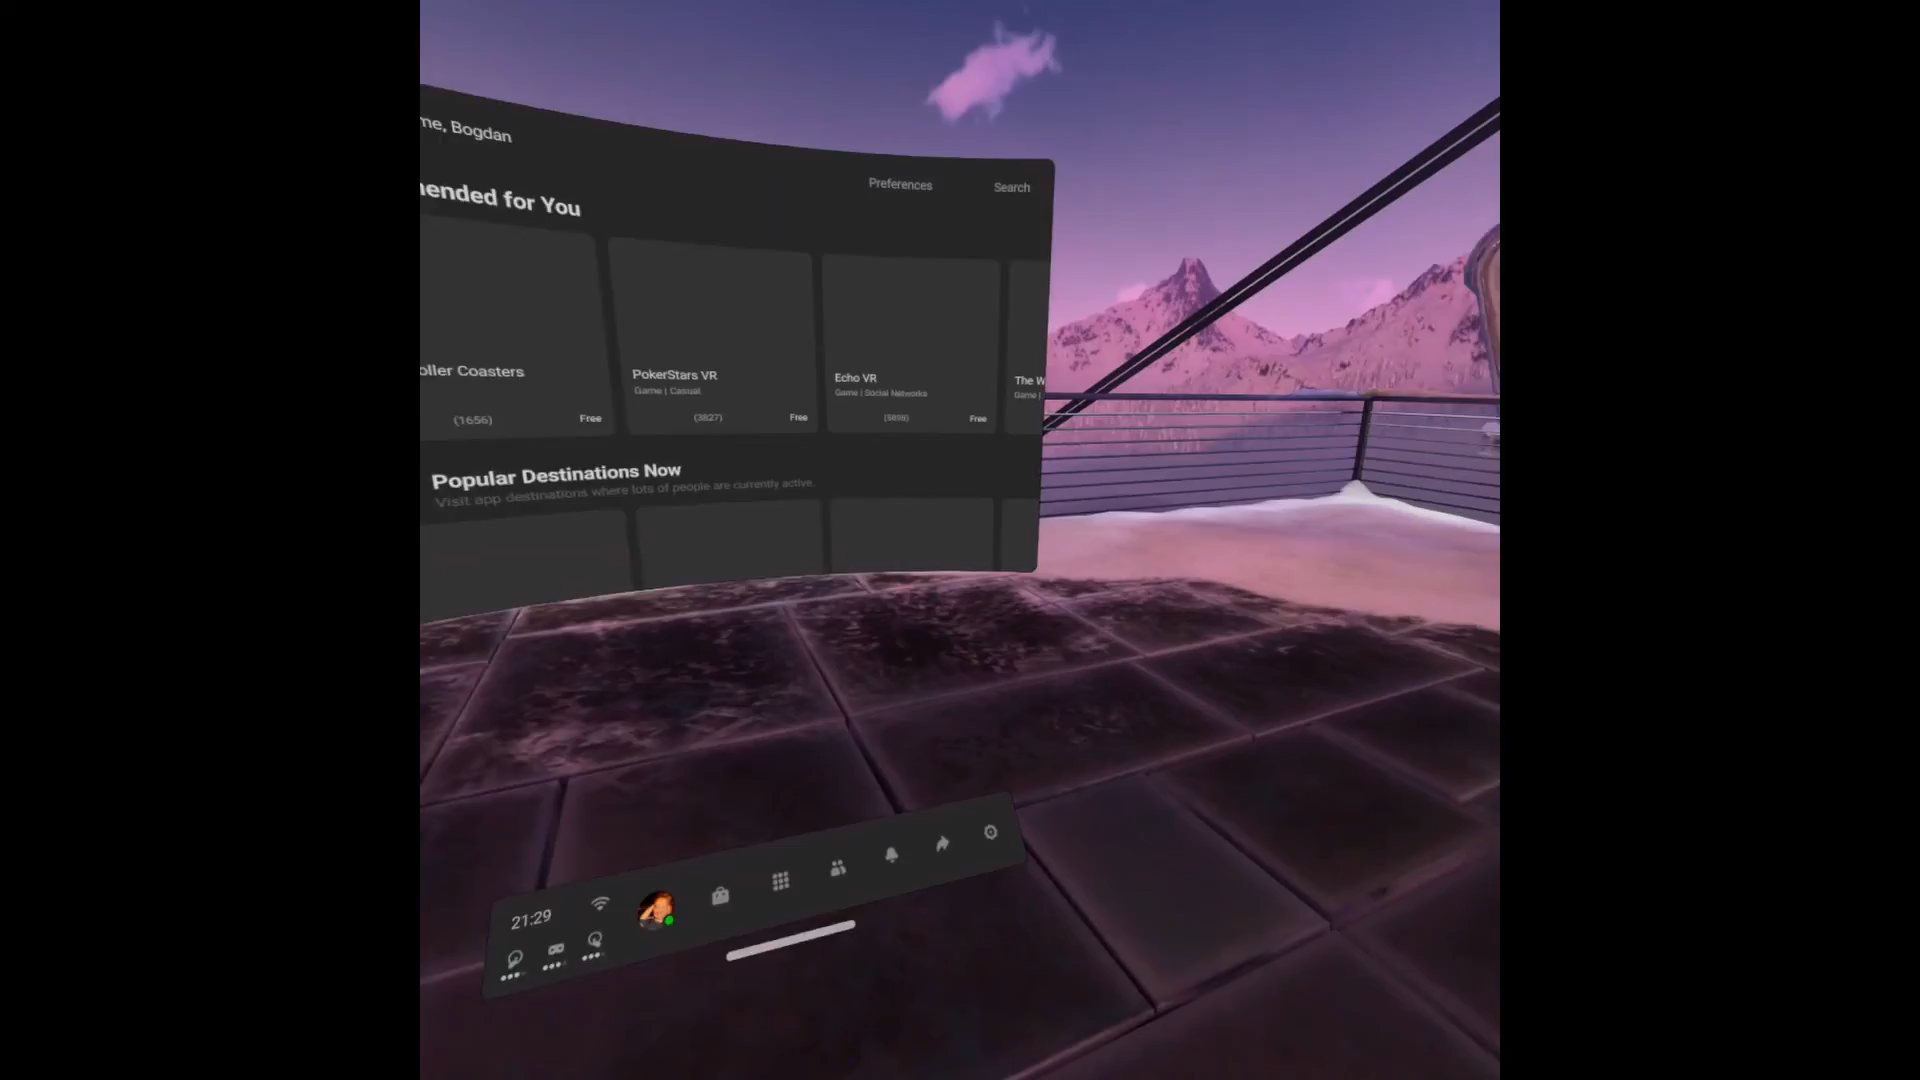 me, Bogdan
Preferences
Search
ended for You
oller Coasters
(1656)
Free
PokerStars VR
Game | Casual
(3827)
Free
Echo VR
Game | Social Networks
Free
The W
Game |
Popular Destinations Now
Visit app destinations where lots of people are currently active.
21:29